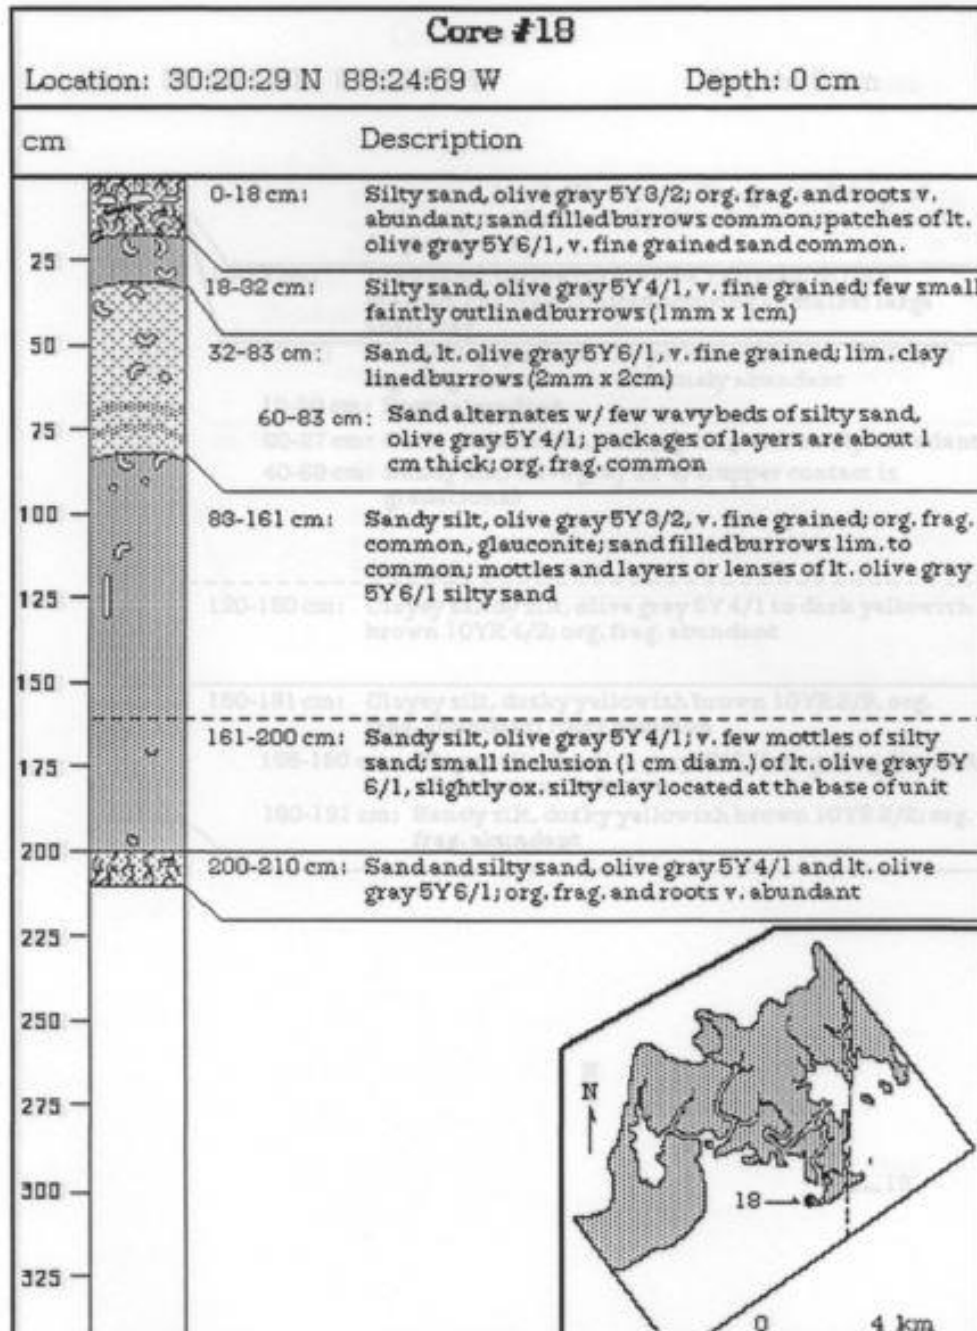 Core #18
Location: 30:20:29 N 88:24:69 W Depth: 0 cm
cm Description
0-18 cm: Silty sand, olive gray 5Y 3/2; org. frag. and roots v.
abundant; sand filled burrows common; patches of lt.
olive gray 5Y 6/1, v. fine grained sand common.
25
18-32 cm: Silty sand, olive gray 5Y 4/1, v. fine grained; few small
faintly outlined burrows (1mm x 1cm)
50
32-83 cm: Sand, lt. olive gray 5Y 6/1, v. fine grained; lim. clay
lined burrows (2mm x 2cm)
60-83 cm: Sand alternates w/ few wavy beds of silty sand,
olive gray 5Y 4/1; packages of layers are about 1
cm thick; org. frag. common
75
100
83-161 cm: Sandy silt, olive gray 5Y 3/2, v. fine grained; org. frag.
common, glauconite; sand filled burrows lim. to
common; mottles and layers or lenses of lt. olive gray
5Y 6/1 silty sand
125
150
161-200 cm: Sandy silt, olive gray 5Y 4/1; v. few mottles of silty
sand; small inclusion (1 cm diam.) of lt. olive gray 5Y
6/1, slightly ox. silty clay located at the base of unit
175
200
200-210 cm: Sand and silty sand, olive gray 5Y 4/1 and lt. olive
gray 5Y 6/1; org. frag. and roots v. abundant
225
250
275
300
325
N
18
0 4 km